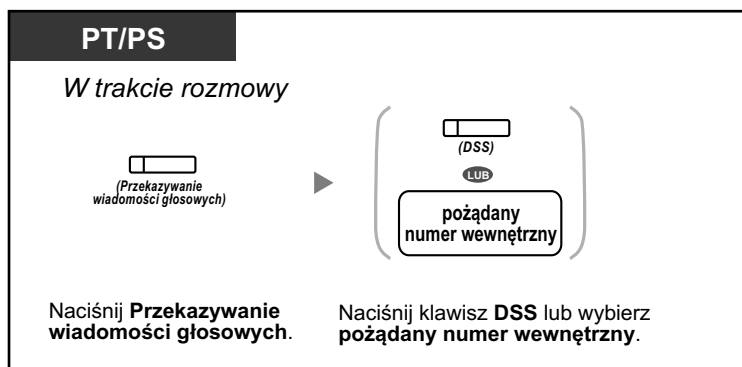 PT/PS
W trakcie rozmowy
(Przekazywanie
wiadomości głosowych)
(DSS)
LUB
pożądany
numer wewnętrzny
Naciśnij Przekazywanie
wiadomości głosowych.
Naciśnij klawisz DSS lub wybierz
pożądany numer wewnętrzny.